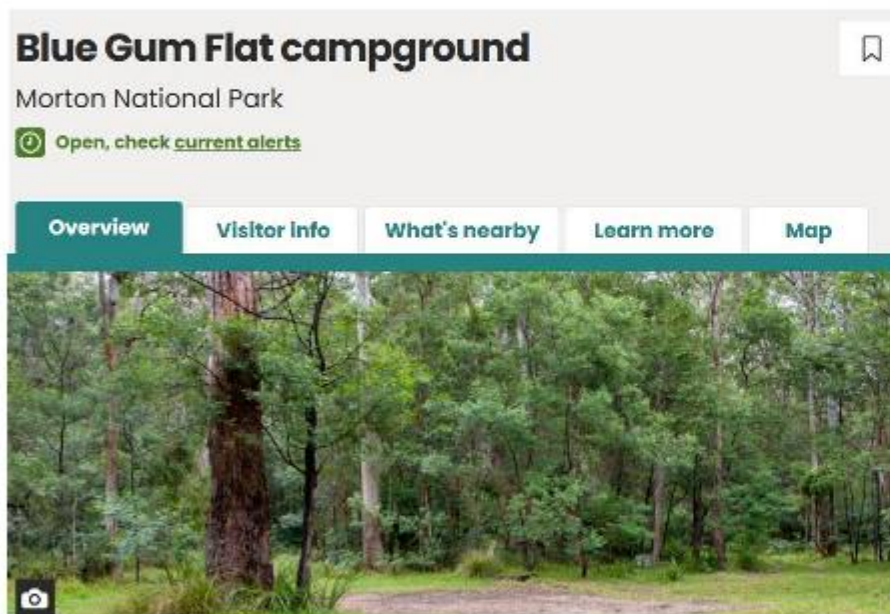 Blue Gum Flat campground
Morton National Park
Open, check current alerts
Overview Visitor info What's nearby Learn more Map